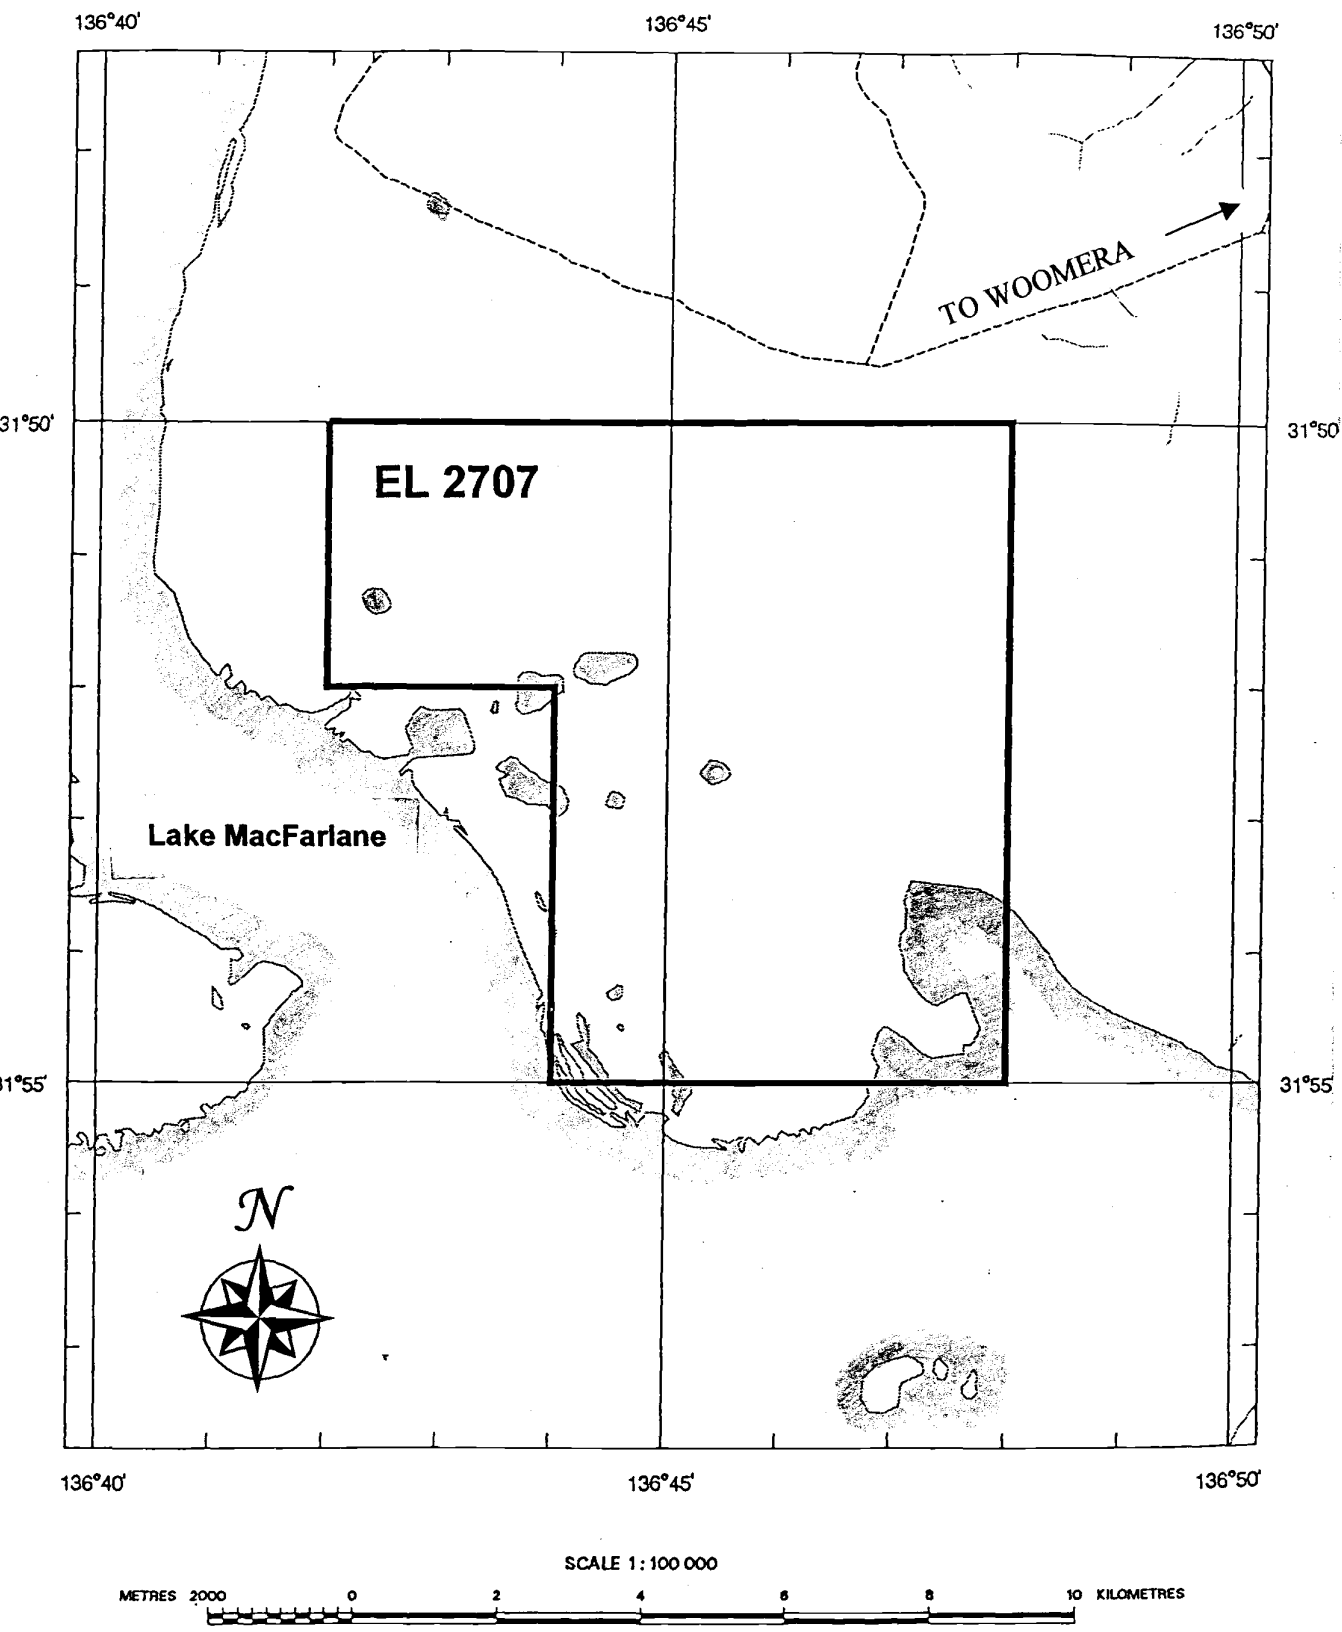 136°40' 136°45' 136°50'
TO WOOMERA
31°50' 31°50'
EL 2707
Lake MacFarlane
31°55' 31°55'
N
136°40' 136°45' 136°50'
SCALE 1:100 000
METRES 2000 0 2 4 6 8 10 KILOMETRES